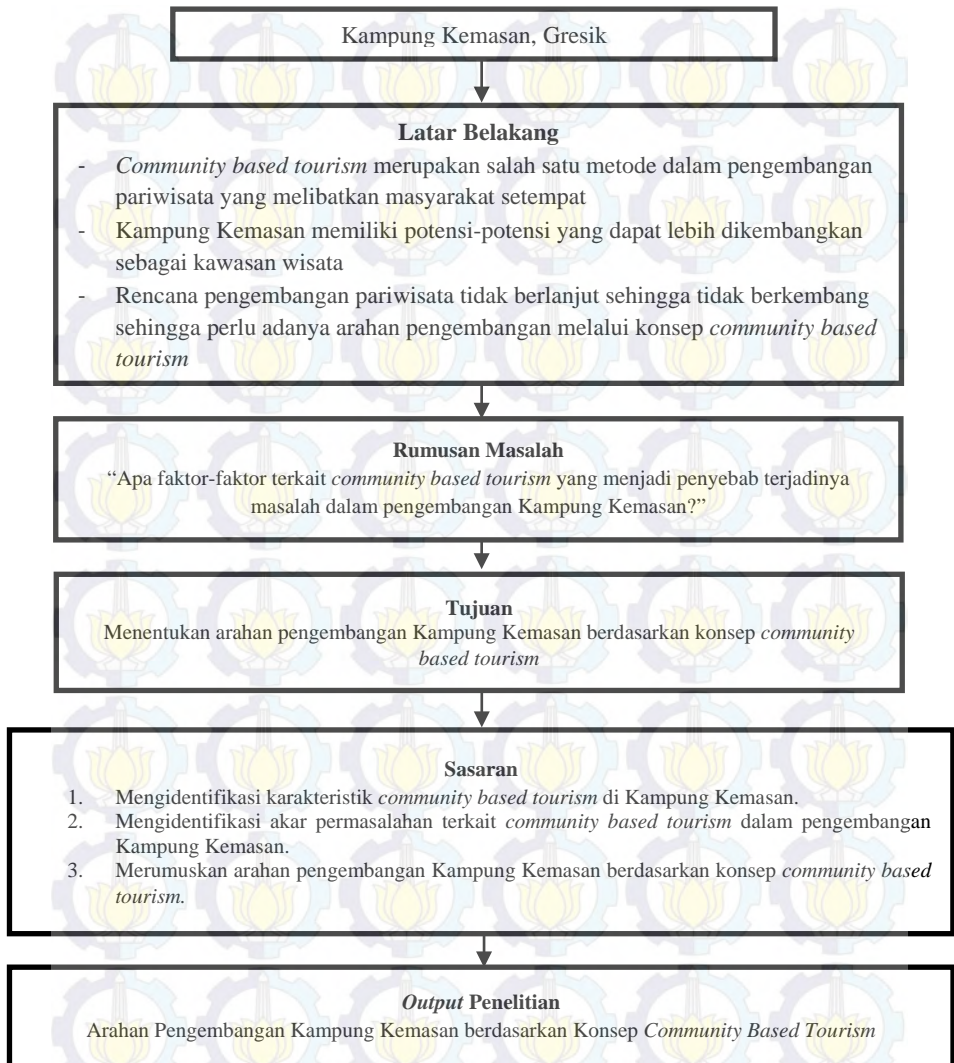 Kampung Kemasan, Gresik
Latar Belakang
- Community based tourism merupakan salah satu metode dalam pengembangan
pariwisata yang melibatkan masyarakat setempat
- Kampung Kemasan memiliki potensi-potensi yang dapat lebih dikembangkan
sebagai kawasan wisata
- Rencana pengembangan pariwisata tidak berlanjut sehingga tidak berkembang
sehingga perlu adanya arahan pengembangan melalui konsep community based
tourism
Rumusan Masalah
“Apa faktor-faktor terkait community based tourism yang menjadi penyebab terjadinya
masalah dalam pengembangan Kampung Kemasan?”
Tujuan
Menentukan arahan pengembangan Kampung Kemasan berdasarkan konsep community
based tourism
Sasaran
1. Mengidentifikasi karakteristik community based tourism di Kampung Kemasan.
2. Mengidentifikasi akar permasalahan terkait community based tourism dalam pengembangan
Kampung Kemasan.
3. Merumuskan arahan pengembangan Kampung Kemasan berdasarkan konsep community based
tourism.
Output Penelitian
Arahan Pengembangan Kampung Kemasan berdasarkan Konsep Community Based Tourism